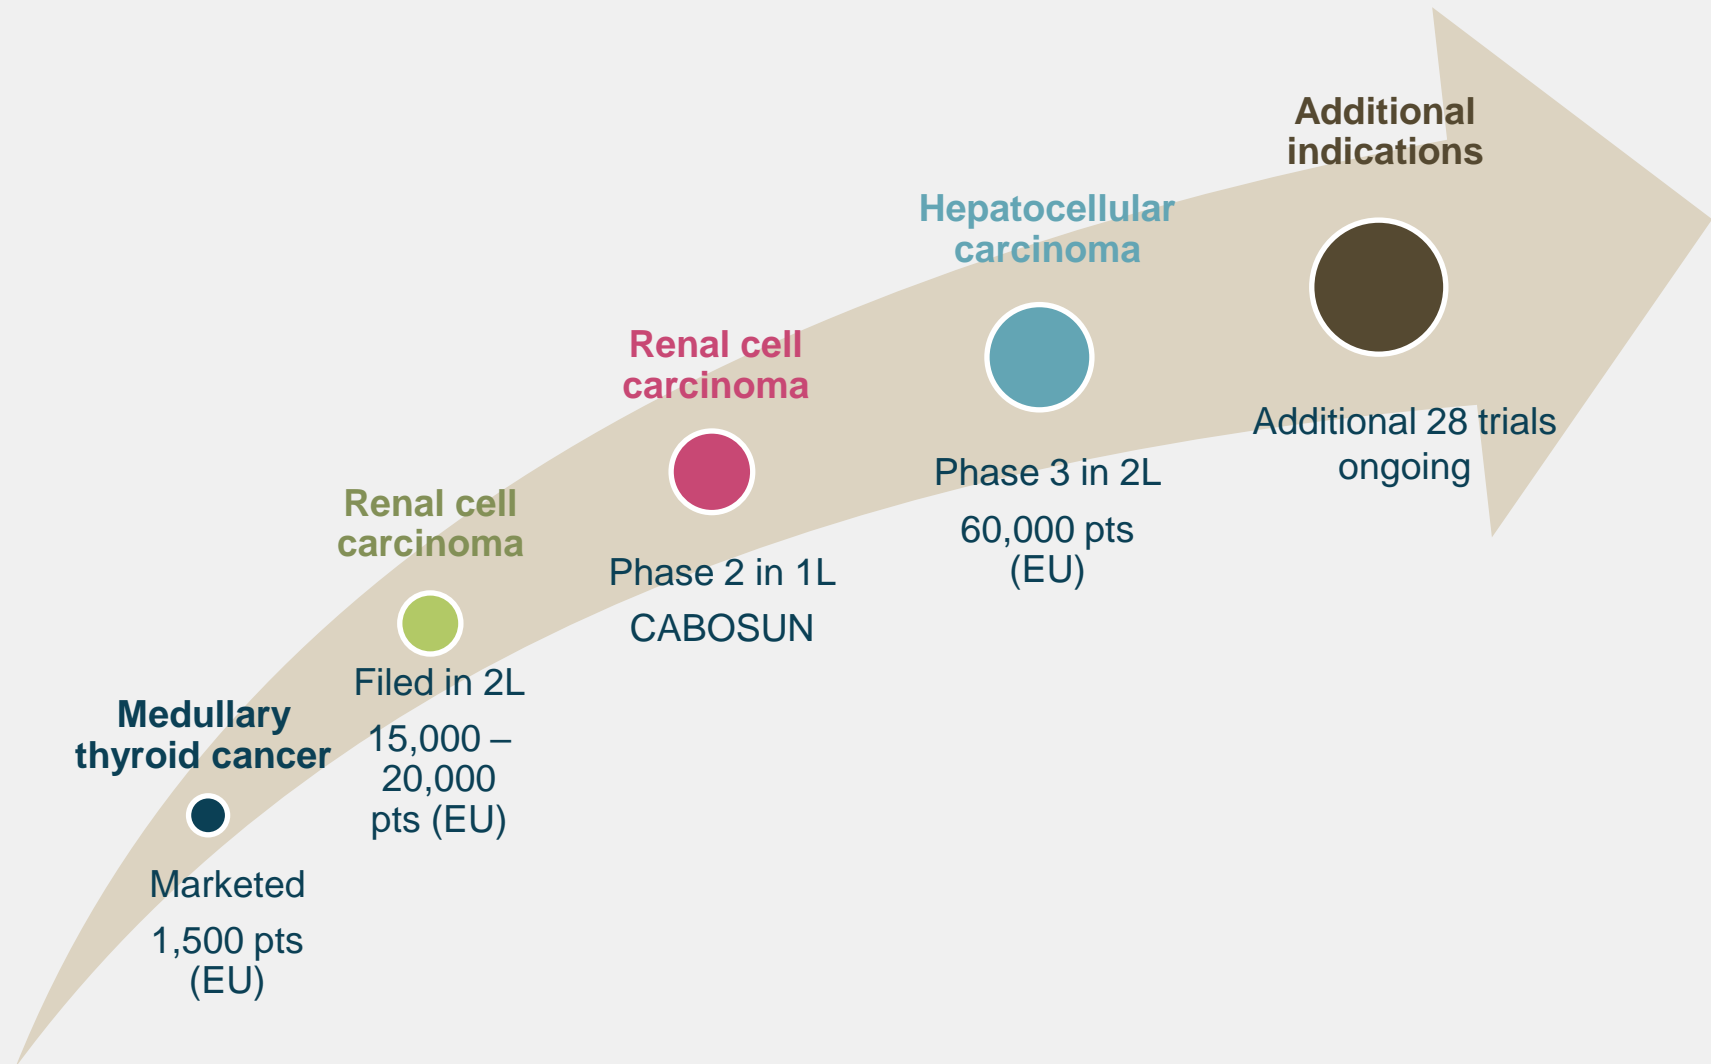 Medullary
thyroid cancer
Marketed
1,500 pts
(EU)
Renal cell
carcinoma
Filed in 2L
15,000 –
20,000
pts (EU)
Renal cell
carcinoma
Phase 2 in 1L
CABOSUN
Hepatocellular
carcinoma
Phase 3 in 2L
60,000 pts
(EU)
Additional
indications
Additional 28 trials
ongoing